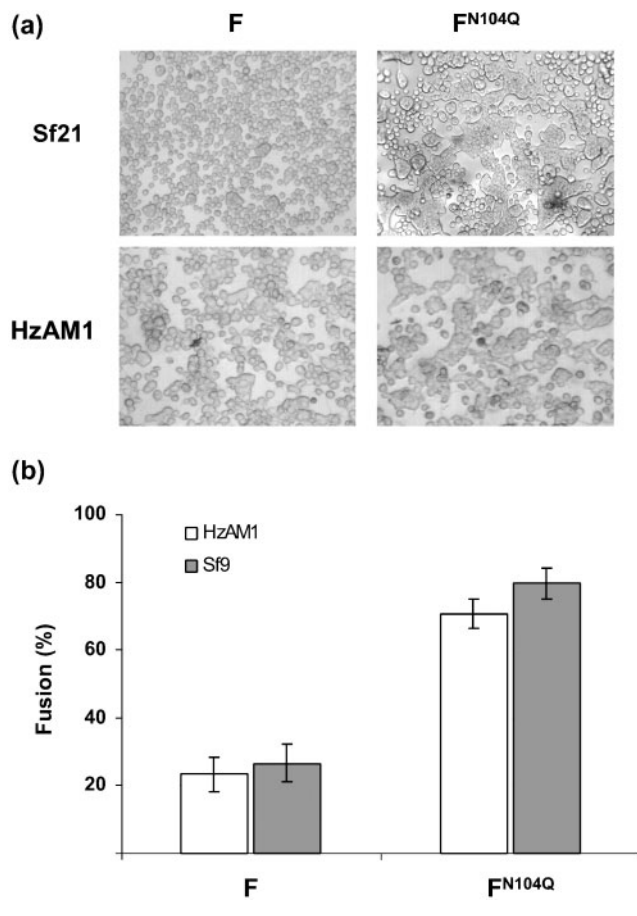 (a)
F F^N104Q
Sf21
HzAM1
(b)
100
80
60
40
20
Fusion (%)
HzAM1
Sf9
F F^N104Q